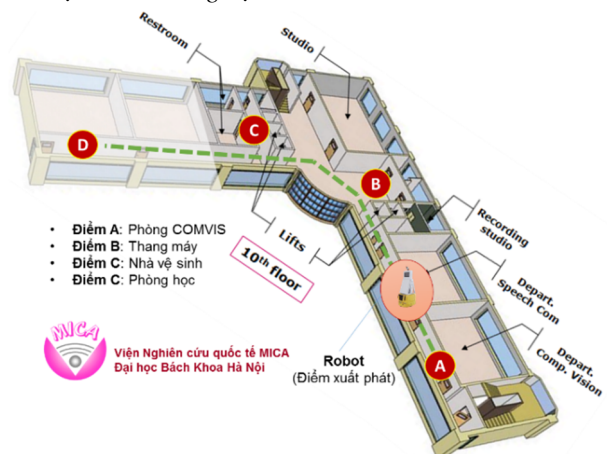 Restroom
Studio
D
C
B
Điểm A: Phòng COMVIS
Điểm B: Thang máy
Điểm C: Nhà vệ sinh
Điểm C: Phòng học
Lifts
10th floor
Recording
studio
Depart.
Speech Com
Depart.
Comp. Vision
MICA
Viện Nghiên cứu quốc tế MICA
Đại học Bách Khoa Hà Nội
Robot
(Điểm xuất phát)
A